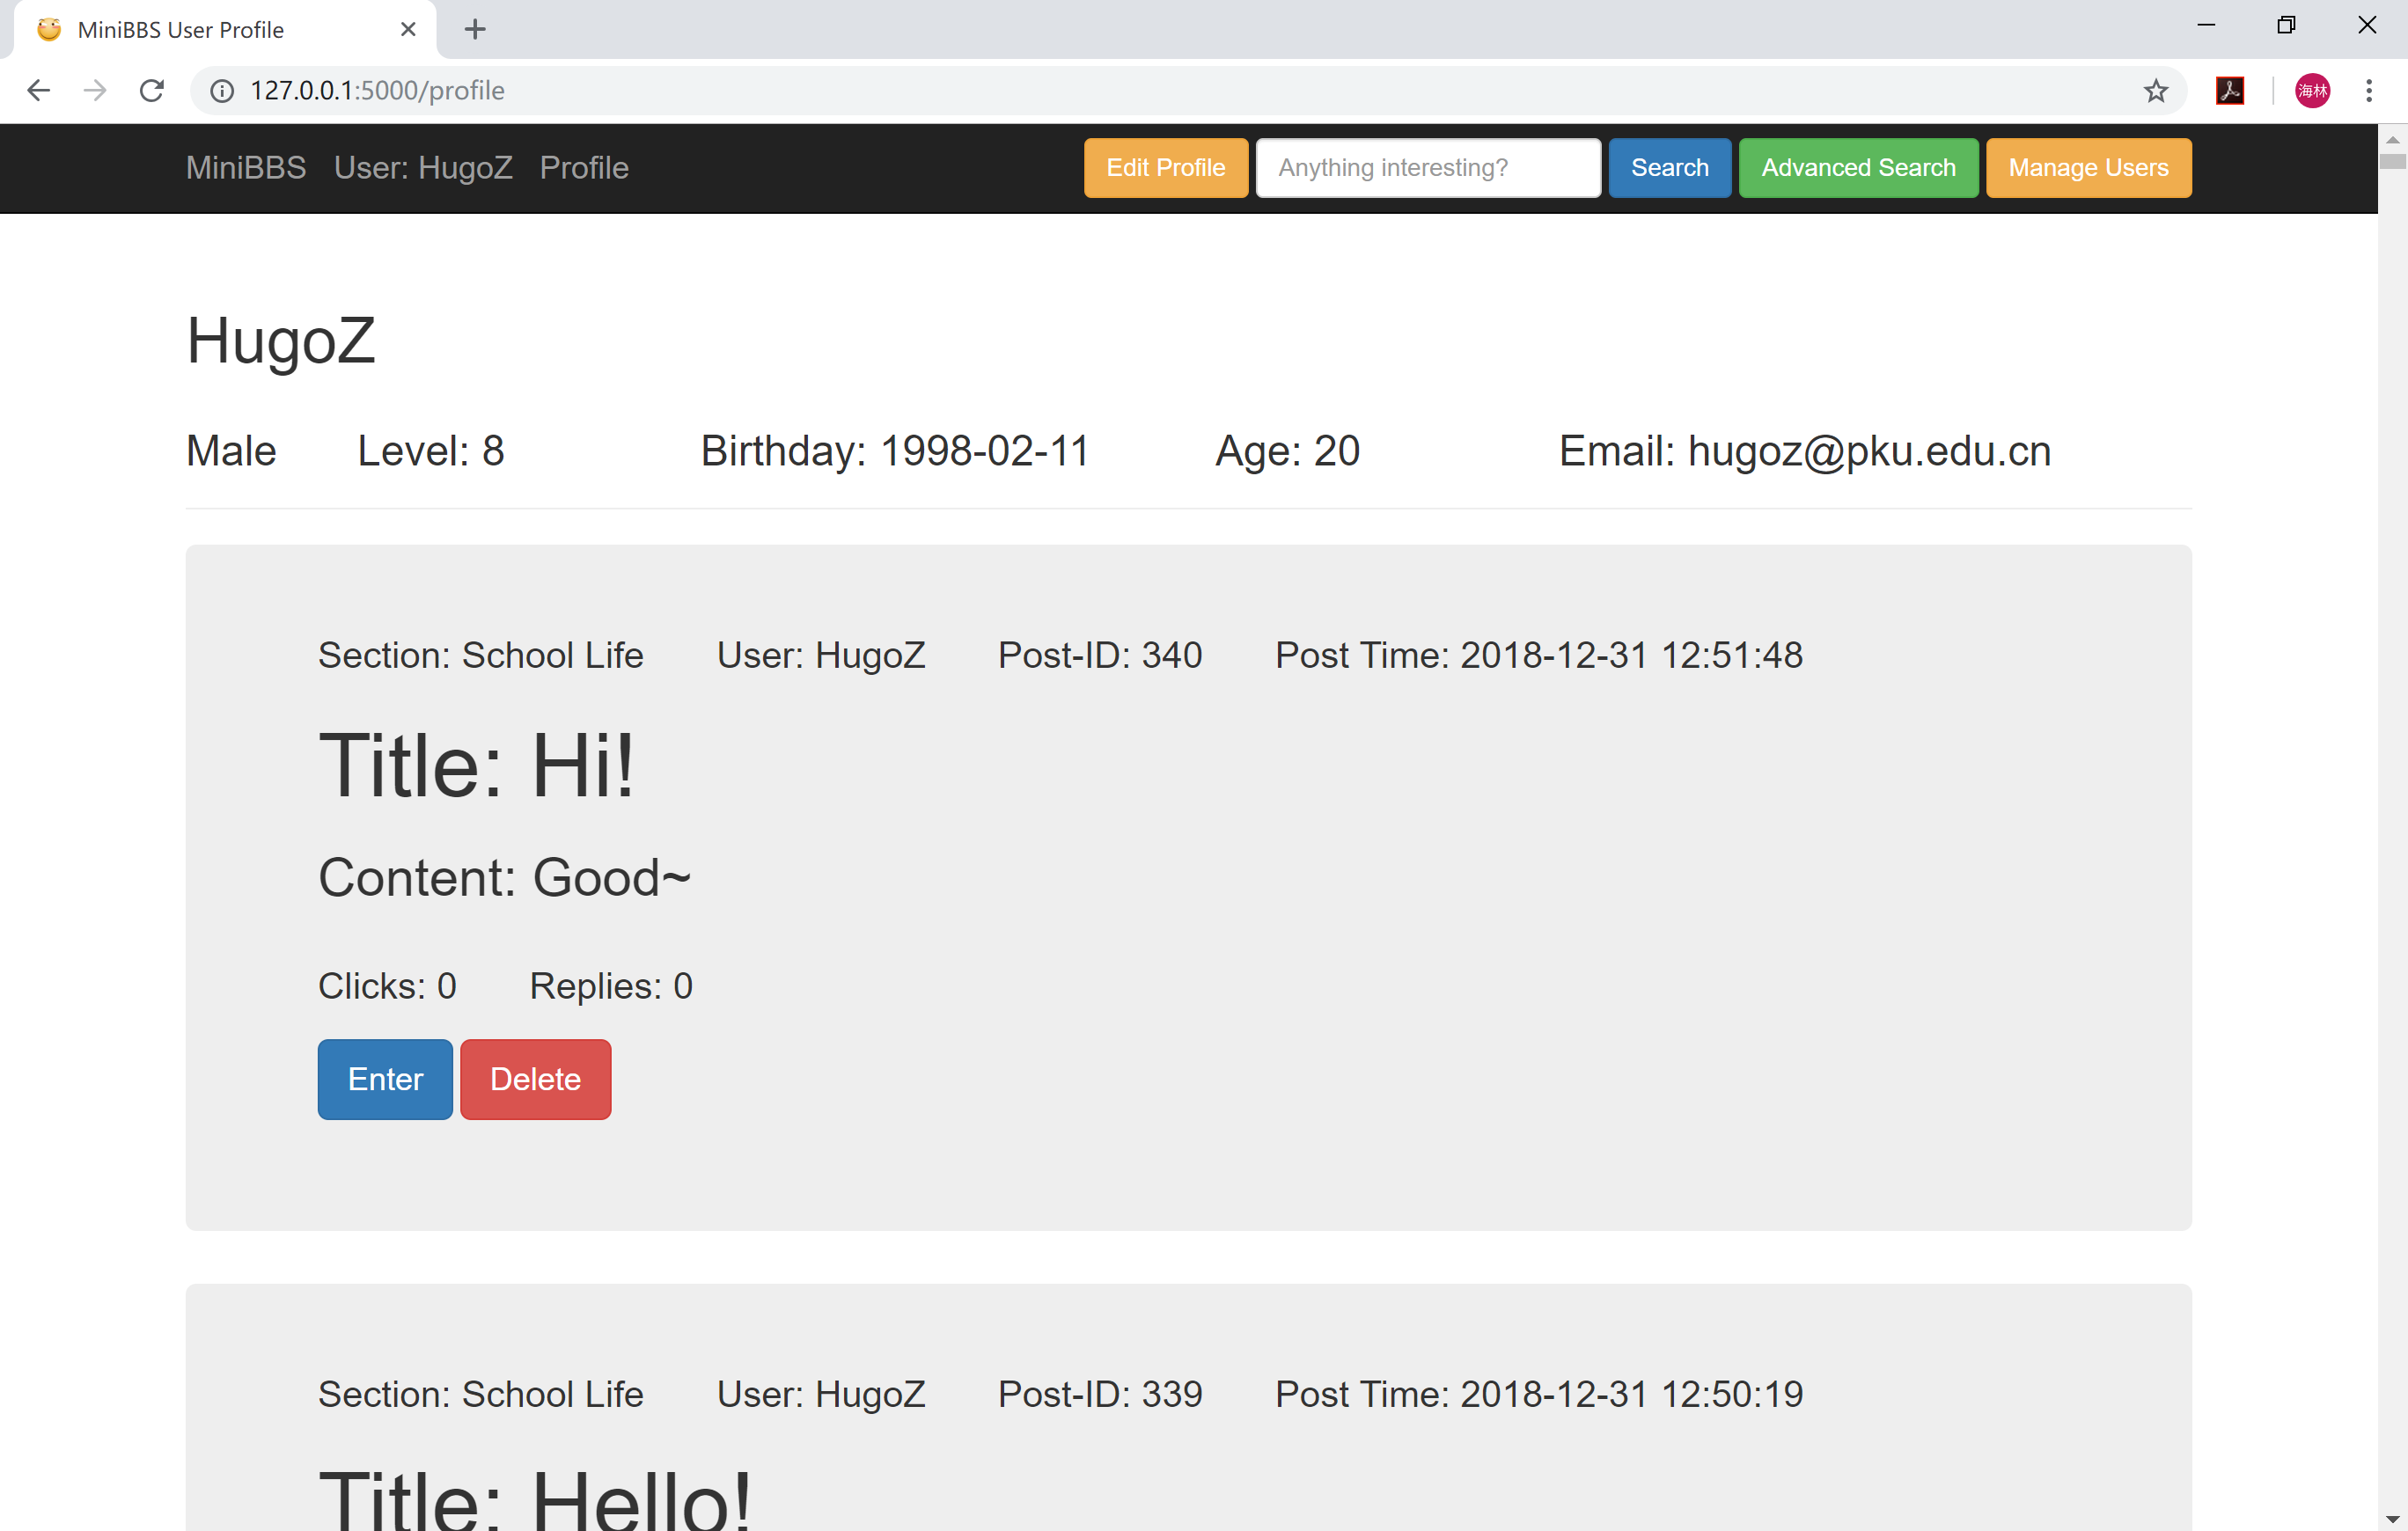 MiniBBS User Profile
127.0.0.1:5000/profile
海林
MiniBBS User: HugoZ Profile Edit Profile Anything interesting? Search Advanced Search Manage Users
HugoZ
Male Level: 8 Birthday: 1998-02-11 Age: 20 Email: hugoz@pku.edu.cn
Section: School Life User: HugoZ Post-ID: 340 Post Time: 2018-12-31 12:51:48
Title: Hi!
Content: Good~
Clicks: 0 Replies: 0
Enter Delete
Section: School Life User: HugoZ Post-ID: 339 Post Time: 2018-12-31 12:50:19
Title: Hello!